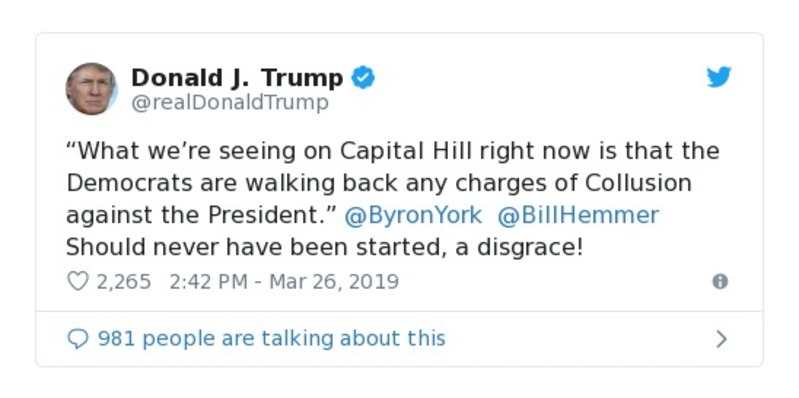 Donald J. Trump
@realDonaldTrump
“What we’re seeing on Capital Hill right now is that the
Democrats are walking back any charges of Collusion
against the President.” @ByronYork @BillHemmer
Should never have been started, a disgrace!
2,265 2:42 PM - Mar 26, 2019
981 people are talking about this